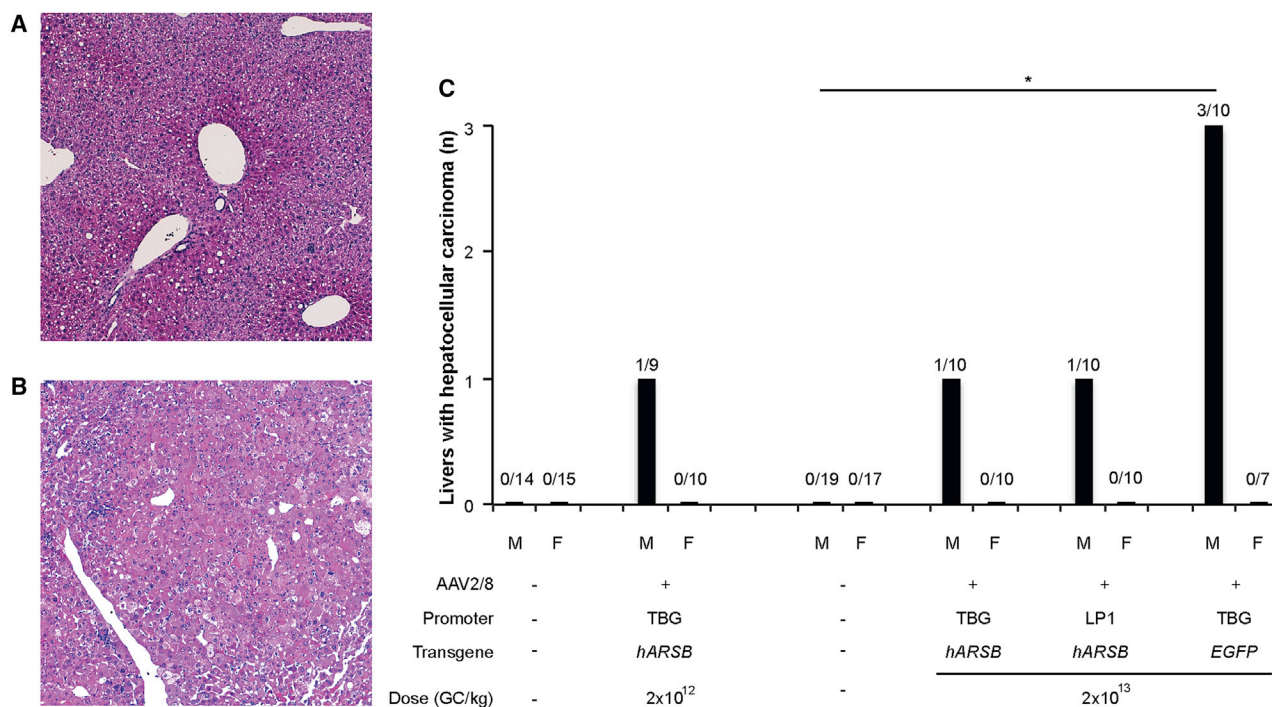 A
B
C
*
Livers with hepatocellular carcinoma (n)
3
2
1
0
0/14 0/15 1/9 0/10 0/19 0/17 1/10 0/10 1/10 0/10 3/10 0/7
M F M F M F M F M F M F
AAV2/8 - + - + + +
Promoter - TBG - TBG LP1 TBG
Transgene - hARSB - hARSB hARSB EGFP
Dose (GC/kg) - 2x10¹² - 2x10¹³